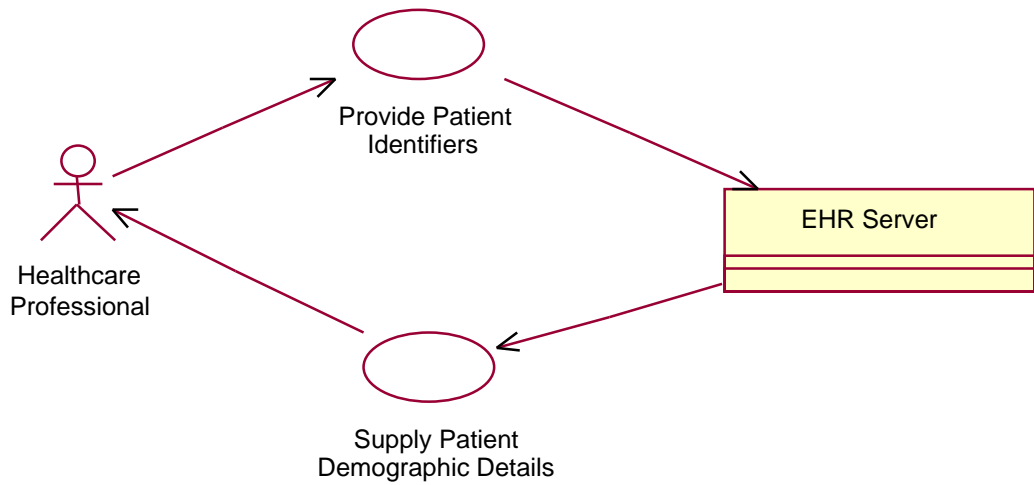 Provide Patient
Identifiers
EHR Server
Healthcare
Professional
Supply Patient
Demographic Details